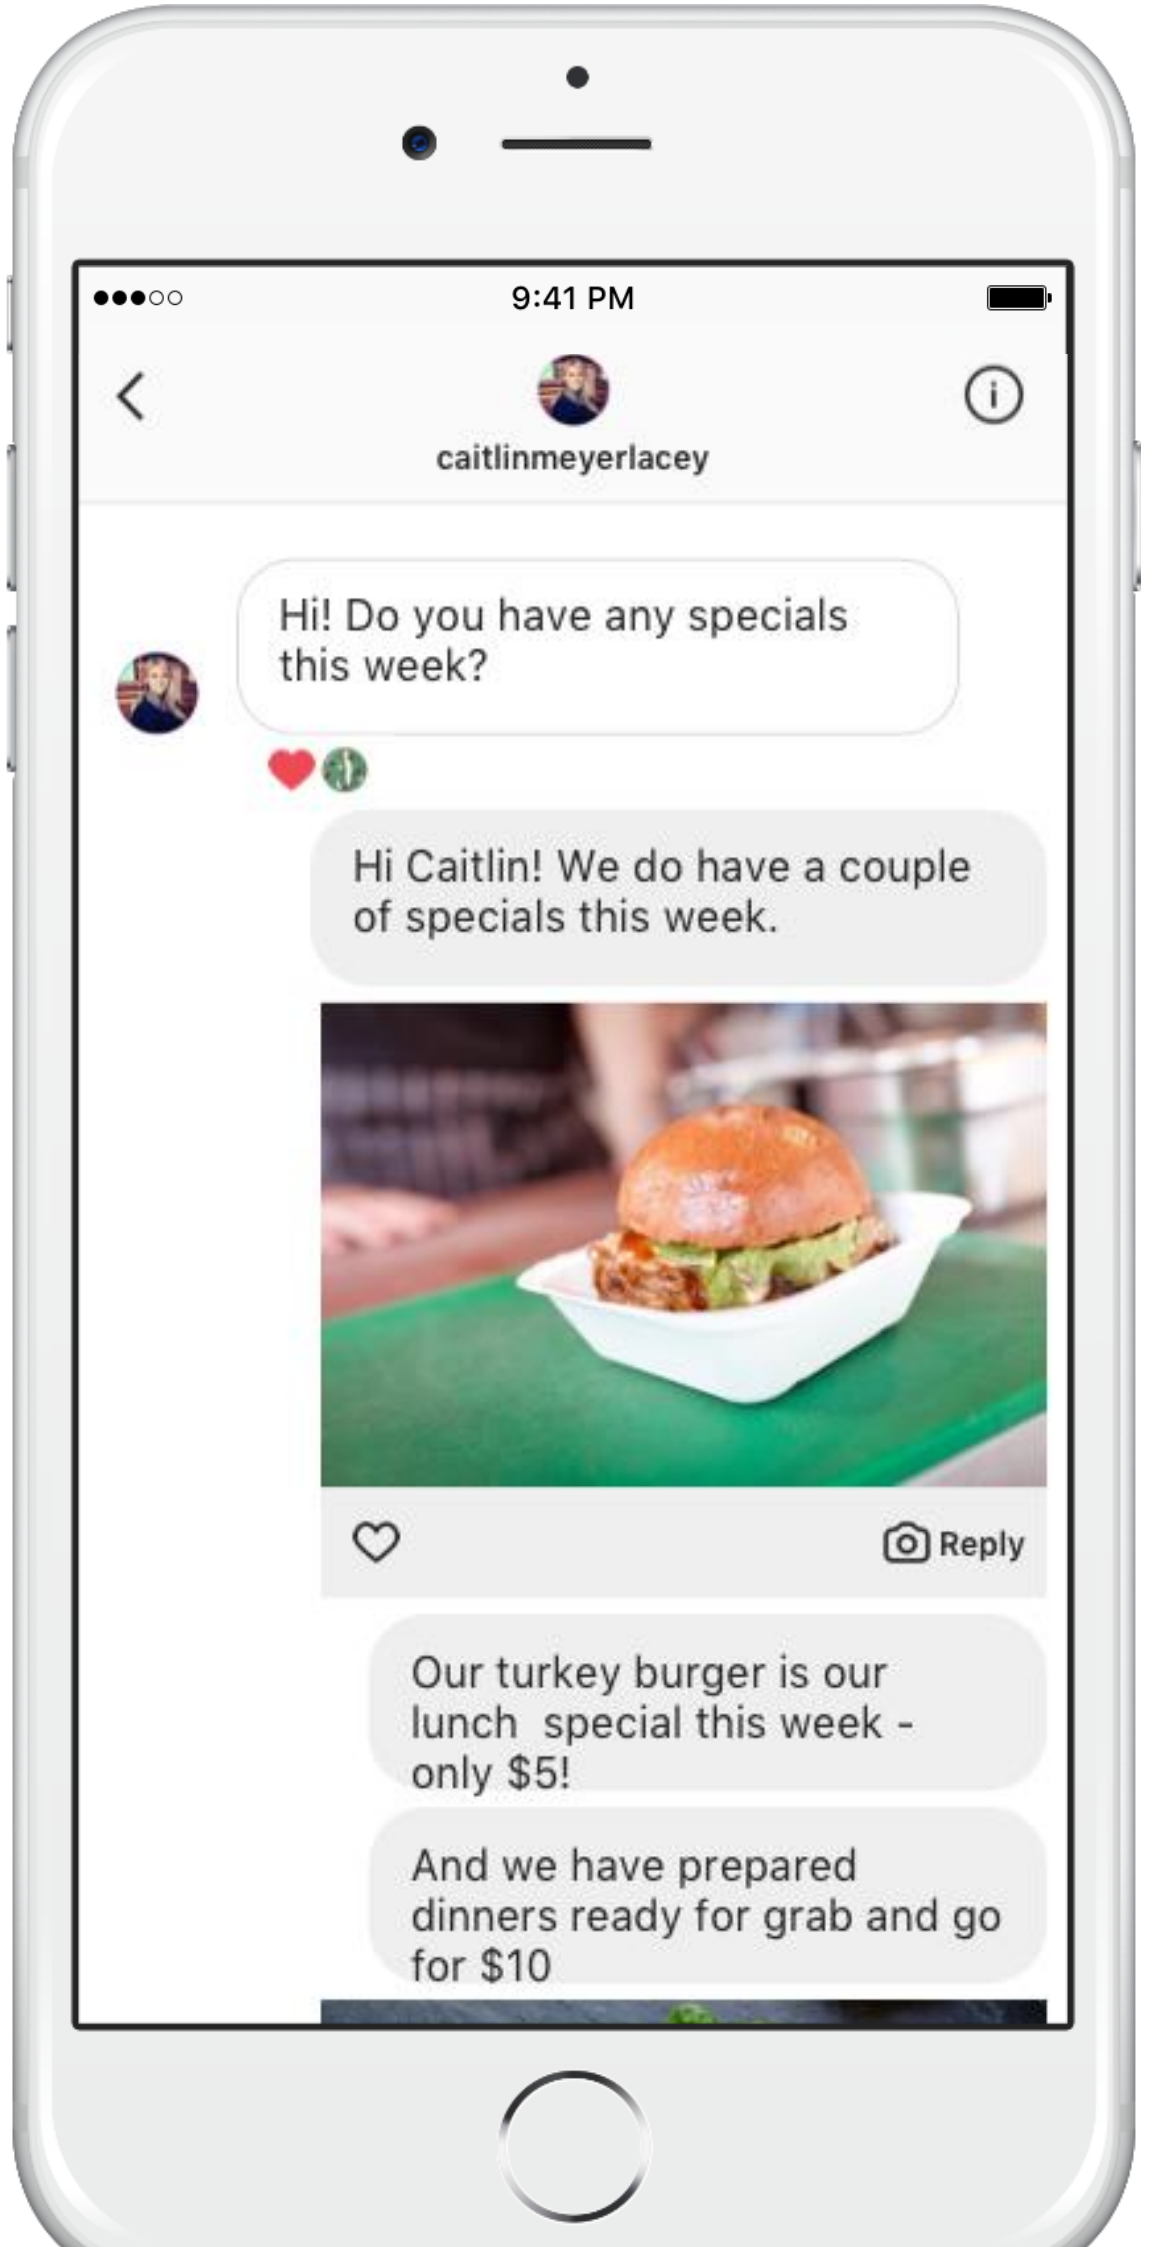 9:41 PM
caitlinmeyerlacey
Hi! Do you have any specials
this week?
Hi Caitlin! We do have a couple
of specials this week.
Reply
Our turkey burger is our
lunch  special this week -
only $5!
And we have prepared
dinners ready for grab and go
for $10